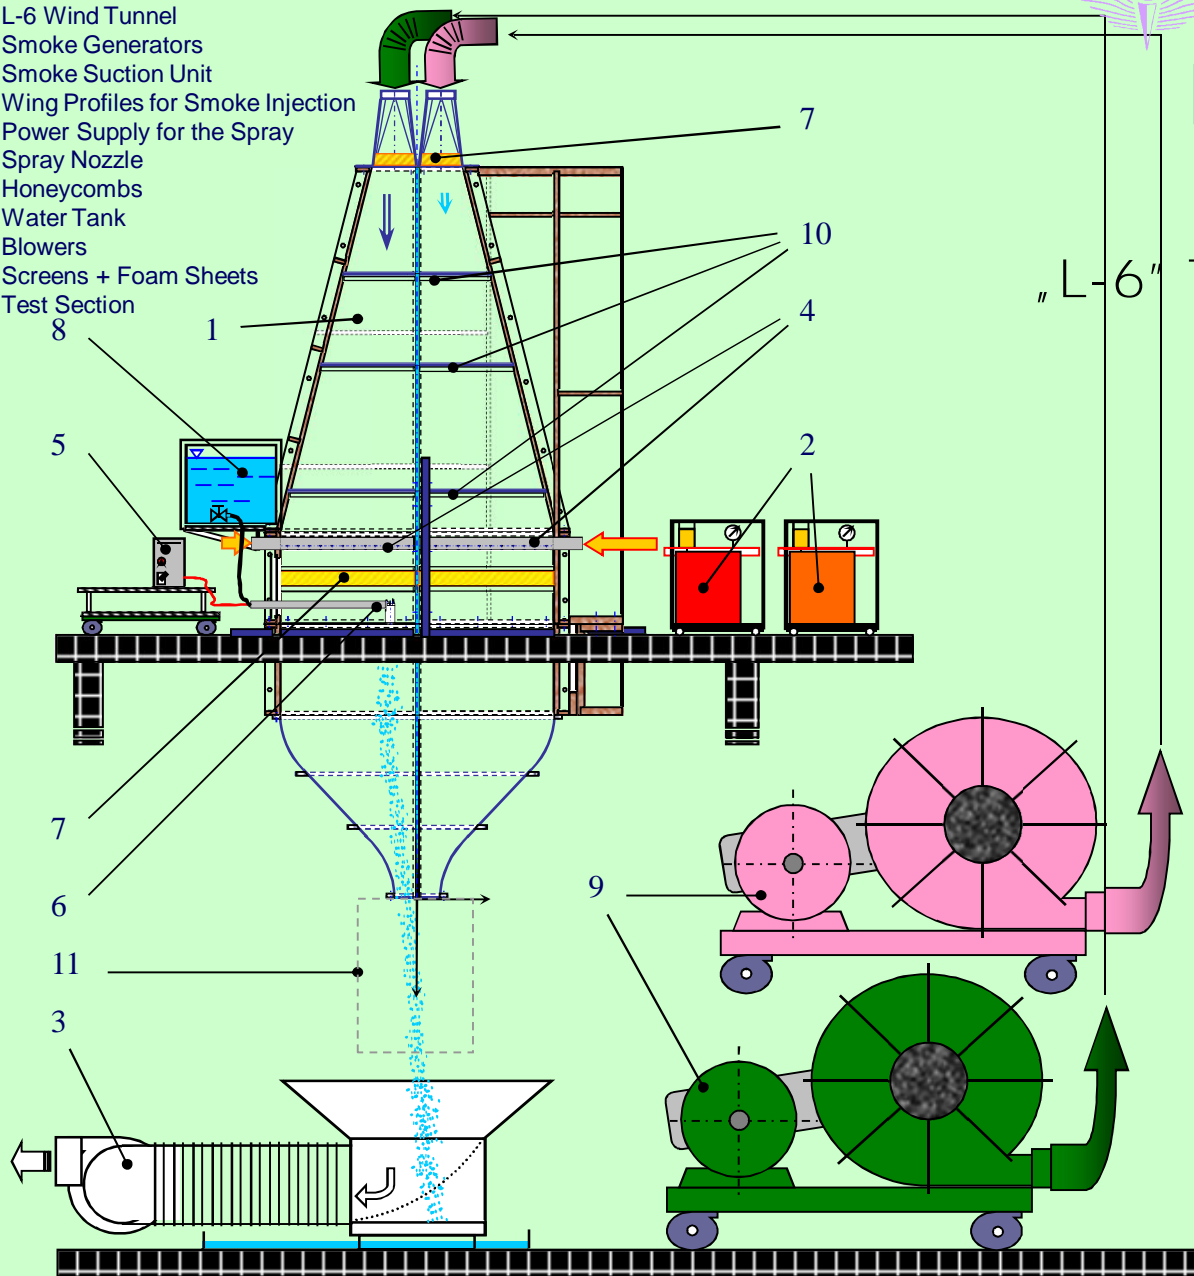 L-6 Wind Tunnel
Smoke Generators
Smoke Suction Unit
Wing Profiles for Smoke Injection
Power Supply for the Spray
Spray Nozzle
Honeycombs
Water Tank
Blowers
Screens + Foam Sheets
Test Section
7
10
„ L-6”
8
1
4
5
2
7
6
9
11
3